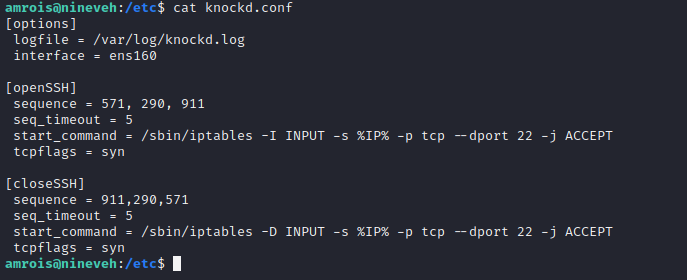 amrois@nineveh:/etc$ cat knockd.conf
[options]
logfile = /var/log/knockd.log
interface = ens160
[openSSH]
sequence = 571, 290, 911
seq_timeout = 5
start_command = /sbin/iptables -I INPUT -s %IP% -p tcp --dport 22 -j ACCEPT
tcpflags = syn
[closeSSH]
sequence = 911,290,571
seq_timeout = 5
start_command = /sbin/iptables -D INPUT -s %IP% -p tcp --dport 22 -j ACCEPT
tcpflags = syn
amrois@nineveh:/etc$